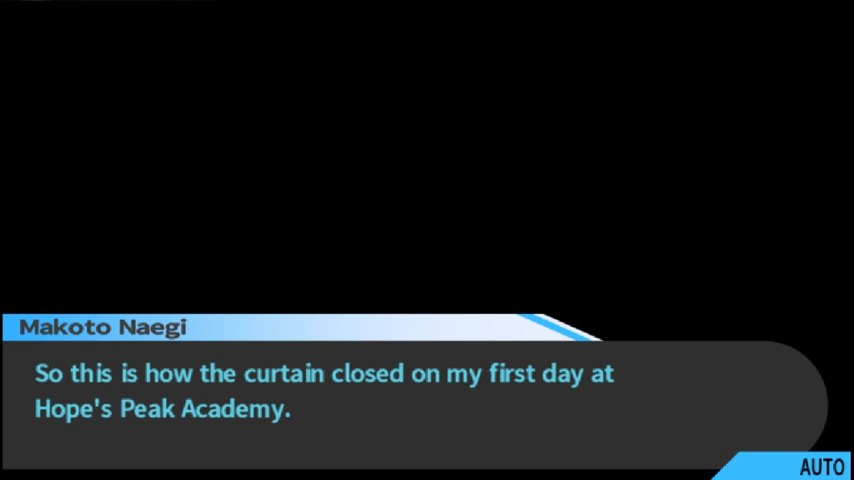 Makoto Naegi
So this is how the curtain closed on my first day at
Hope's Peak Academy.
AUTO